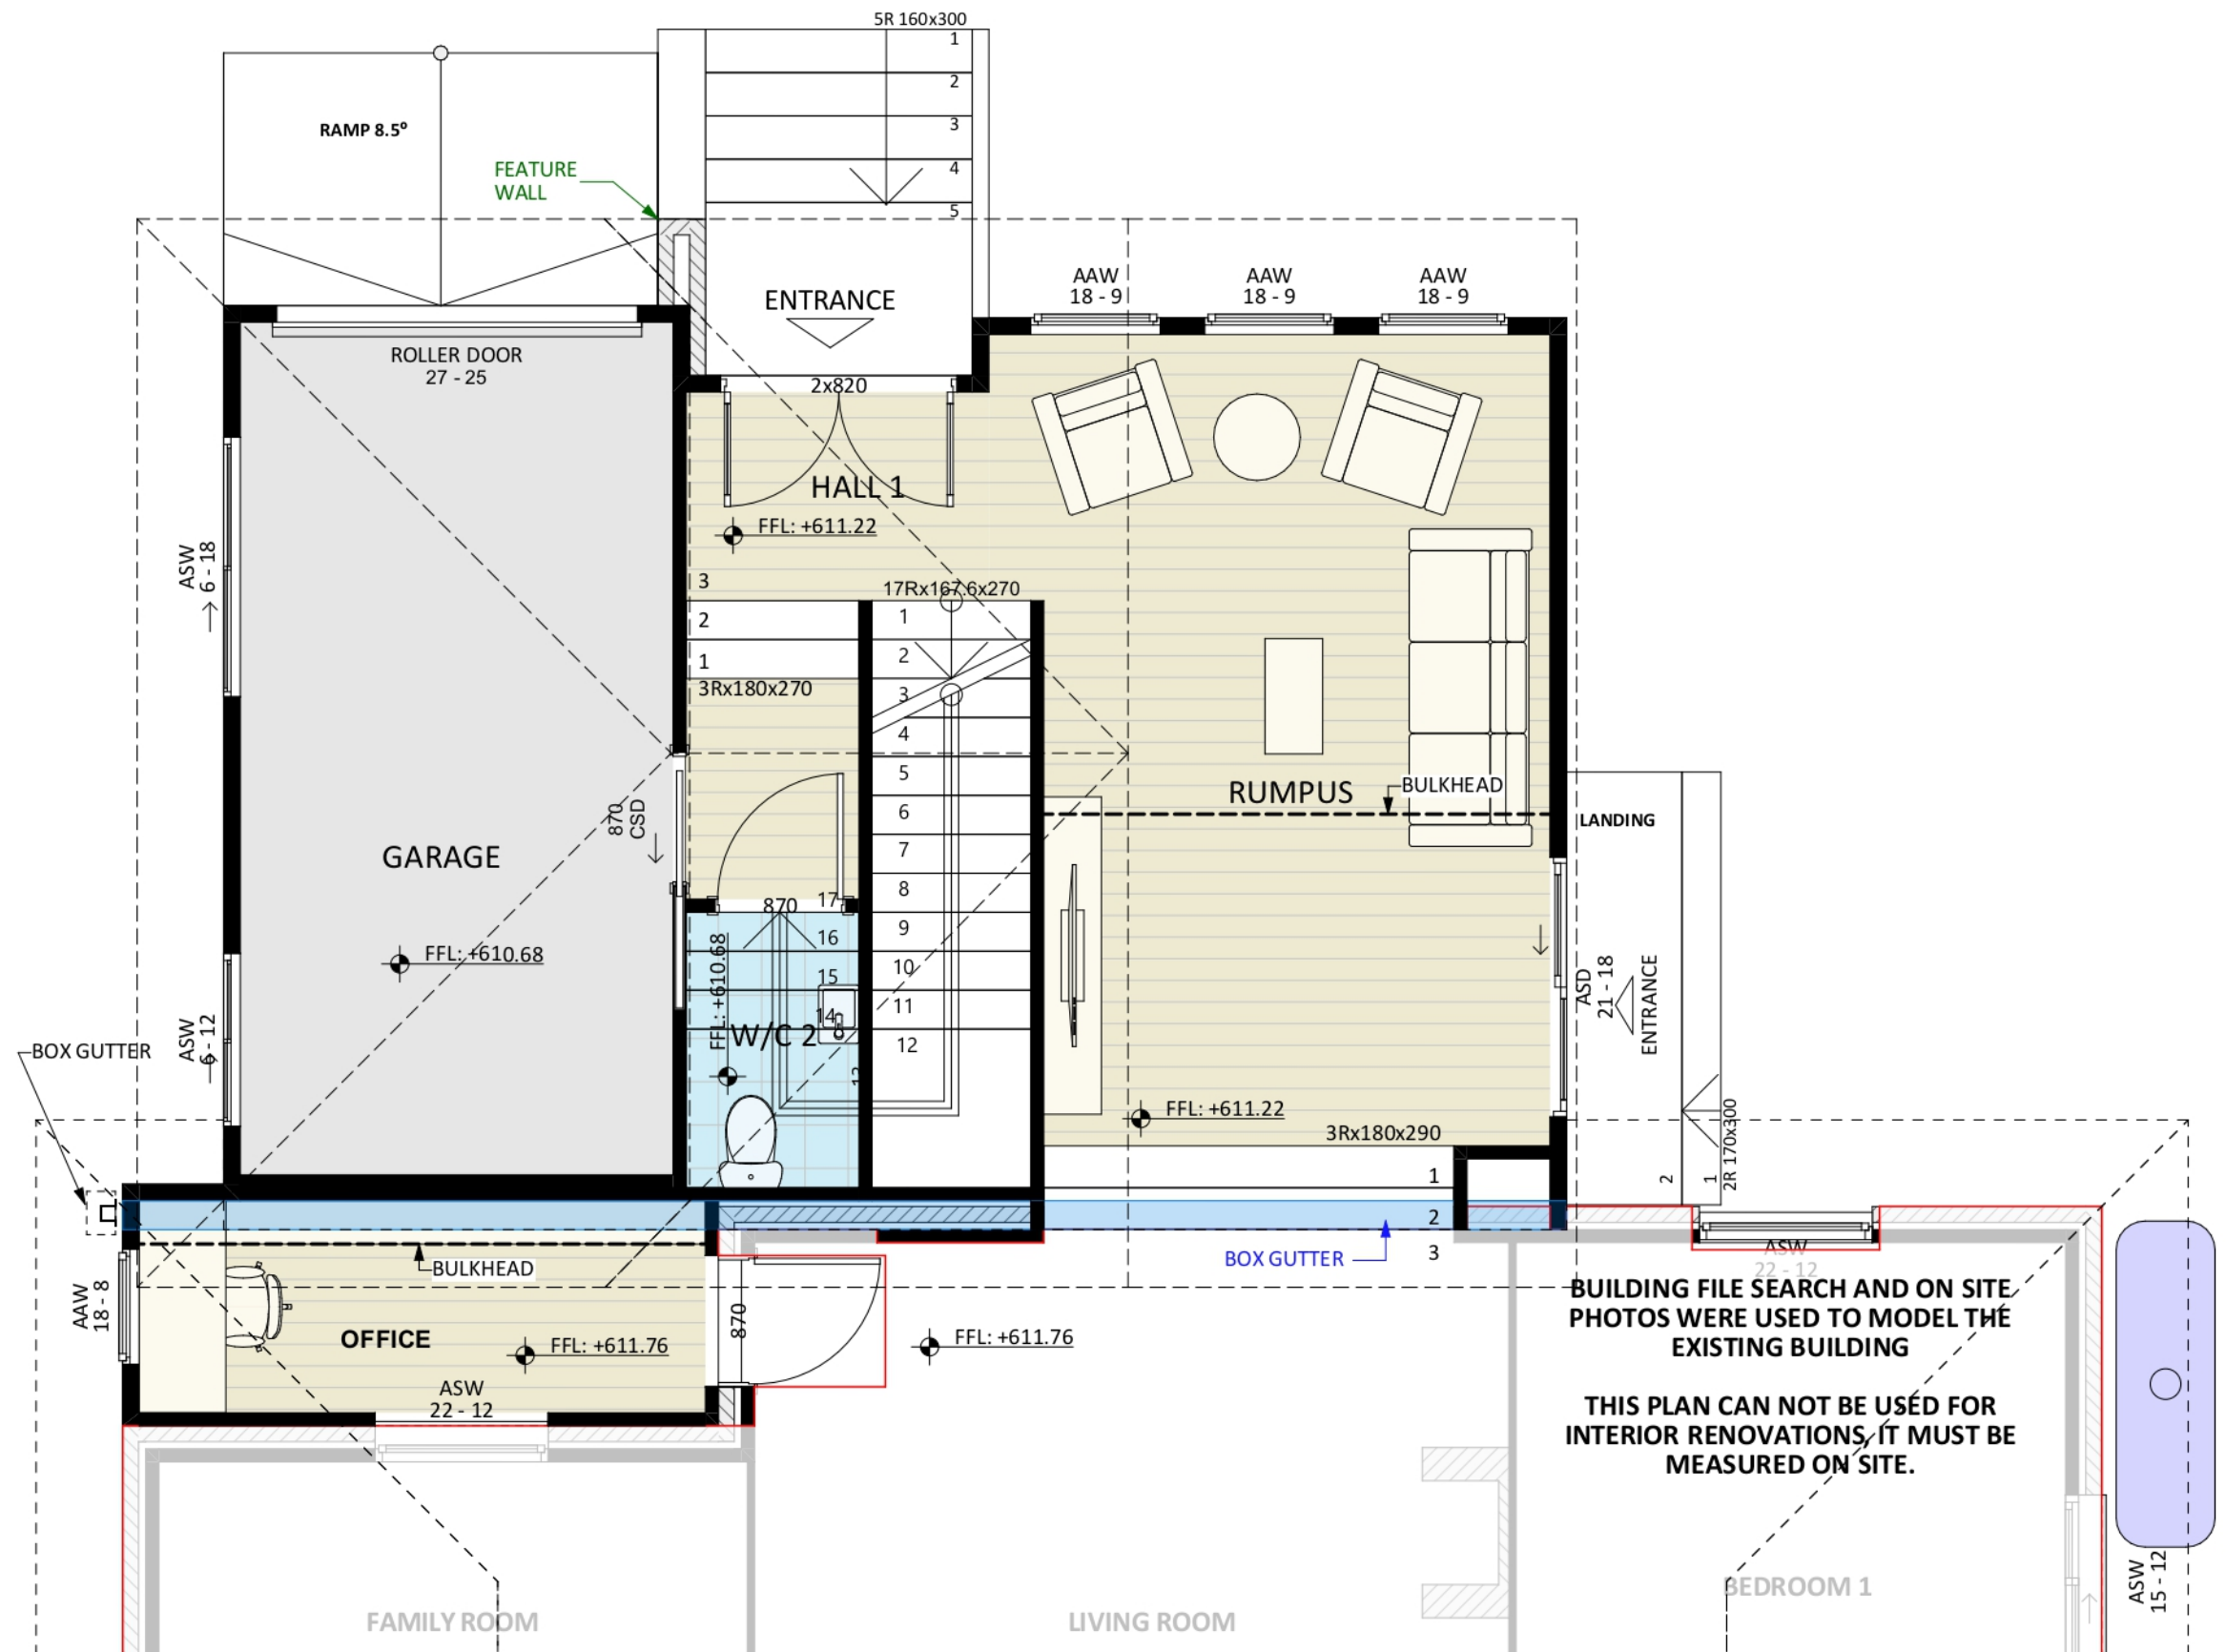 5R 160x300
1
2
3
4
5
RAMP 8.5⁰
FEATURE
WALL
ENTRANCE
AAW
18 - 9
AAW
18 - 9
AAW
18 - 9
ROLLER DOOR
27 - 25
2x820
HALL 1
FFL: +611.22
ASW
6 - 18
3
2
1
3Rx180x270
17Rx167.6x270
1
2
3
4
5
6
7
8
9
10
11
12
RUMPUS
BULKHEAD
LANDING
870
CSD
GARAGE
FFL: +610.68
870
17
16
15
14
13
FFL: +610.68
W/C 2
ASD
21 - 18
ENTRANCE
ASW
6 - 12
BOX GUTTER
FFL: +611.22
3Rx180x290
1
2
3
2
1
2R 170x300
BOX GUTTER
BULKHEAD
AAW
18 - 8
OFFICE
FFL: +611.76
870
FFL: +611.76
ASW
22 - 12
ASW
22 - 12
BUILDING FILE SEARCH AND ON SITE
PHOTOS WERE USED TO MODEL THE
EXISTING BUILDING
THIS PLAN CAN NOT BE USED FOR
INTERIOR RENOVATIONS, IT MUST BE
MEASURED ON SITE.
ASW
15 - 12
FAMILY ROOM
LIVING ROOM
BEDROOM 1